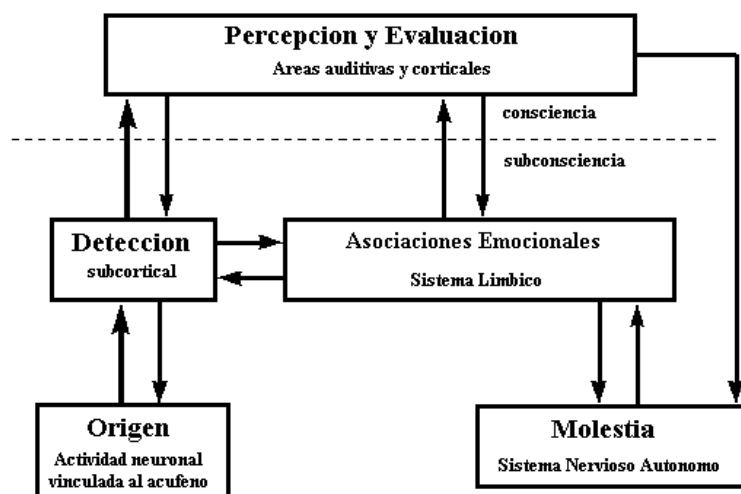 Percepcion y Evaluacion
Areas auditivas y corticales
consciencia
subconsciencia
Deteccion
subcortical
Asociaciones Emocionales
Sistema Limbico
Origen
Actividad neuronal
vinculada al acufeno
Molestia
Sistema Nervioso Autonomo